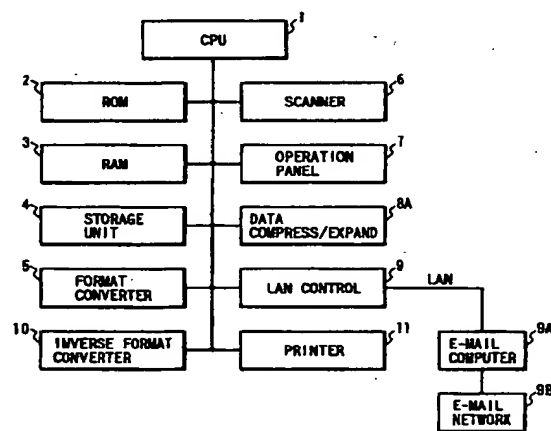 1
CPU
2
ROM
6
SCANNER
3
RAM
7
OPERATION
PANEL
4
STORAGE
UNIT
8A
DATA
COMPRESS/EXPAND
5
FORMAT
CONVERTER
9
LAN CONTROL
LAN
10
INVERSE FORMAT
CONVERTER
11
PRINTER
9A
E-MAIL
COMPUTER
9B
E-MAIL
NETWORK